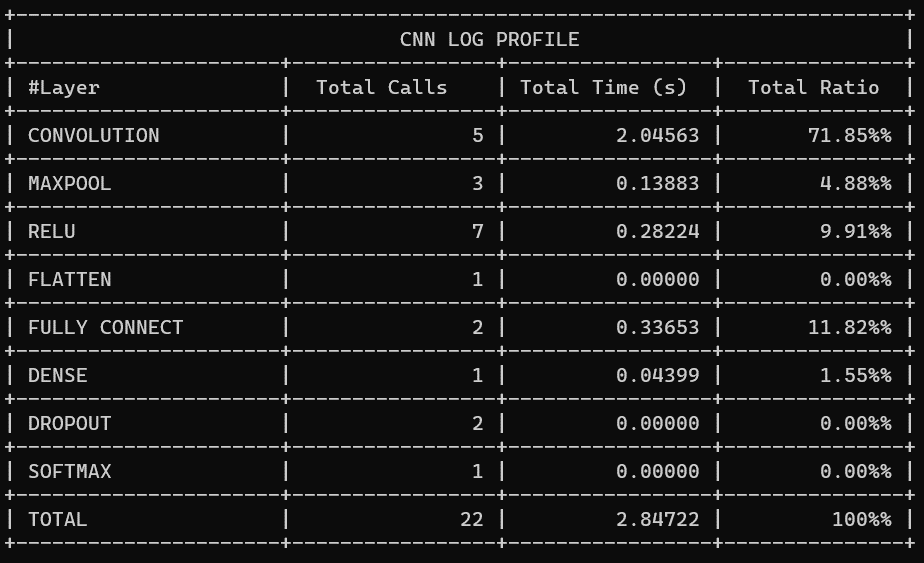 CNN LOG PROFILE
#Layer Total Calls Total Time (s) Total Ratio
CONVOLUTION 5 2.04563 71.85%%
MAXPOOL 3 0.13883 4.88%%
RELU 7 0.28224 9.91%%
FLATTEN 1 0.00000 0.00%%
FULLY CONNECT 2 0.33653 11.82%%
DENSE 1 0.04399 1.55%%
DROPOUT 2 0.00000 0.00%%
SOFTMAX 1 0.00000 0.00%%
TOTAL 22 2.84722 100%%